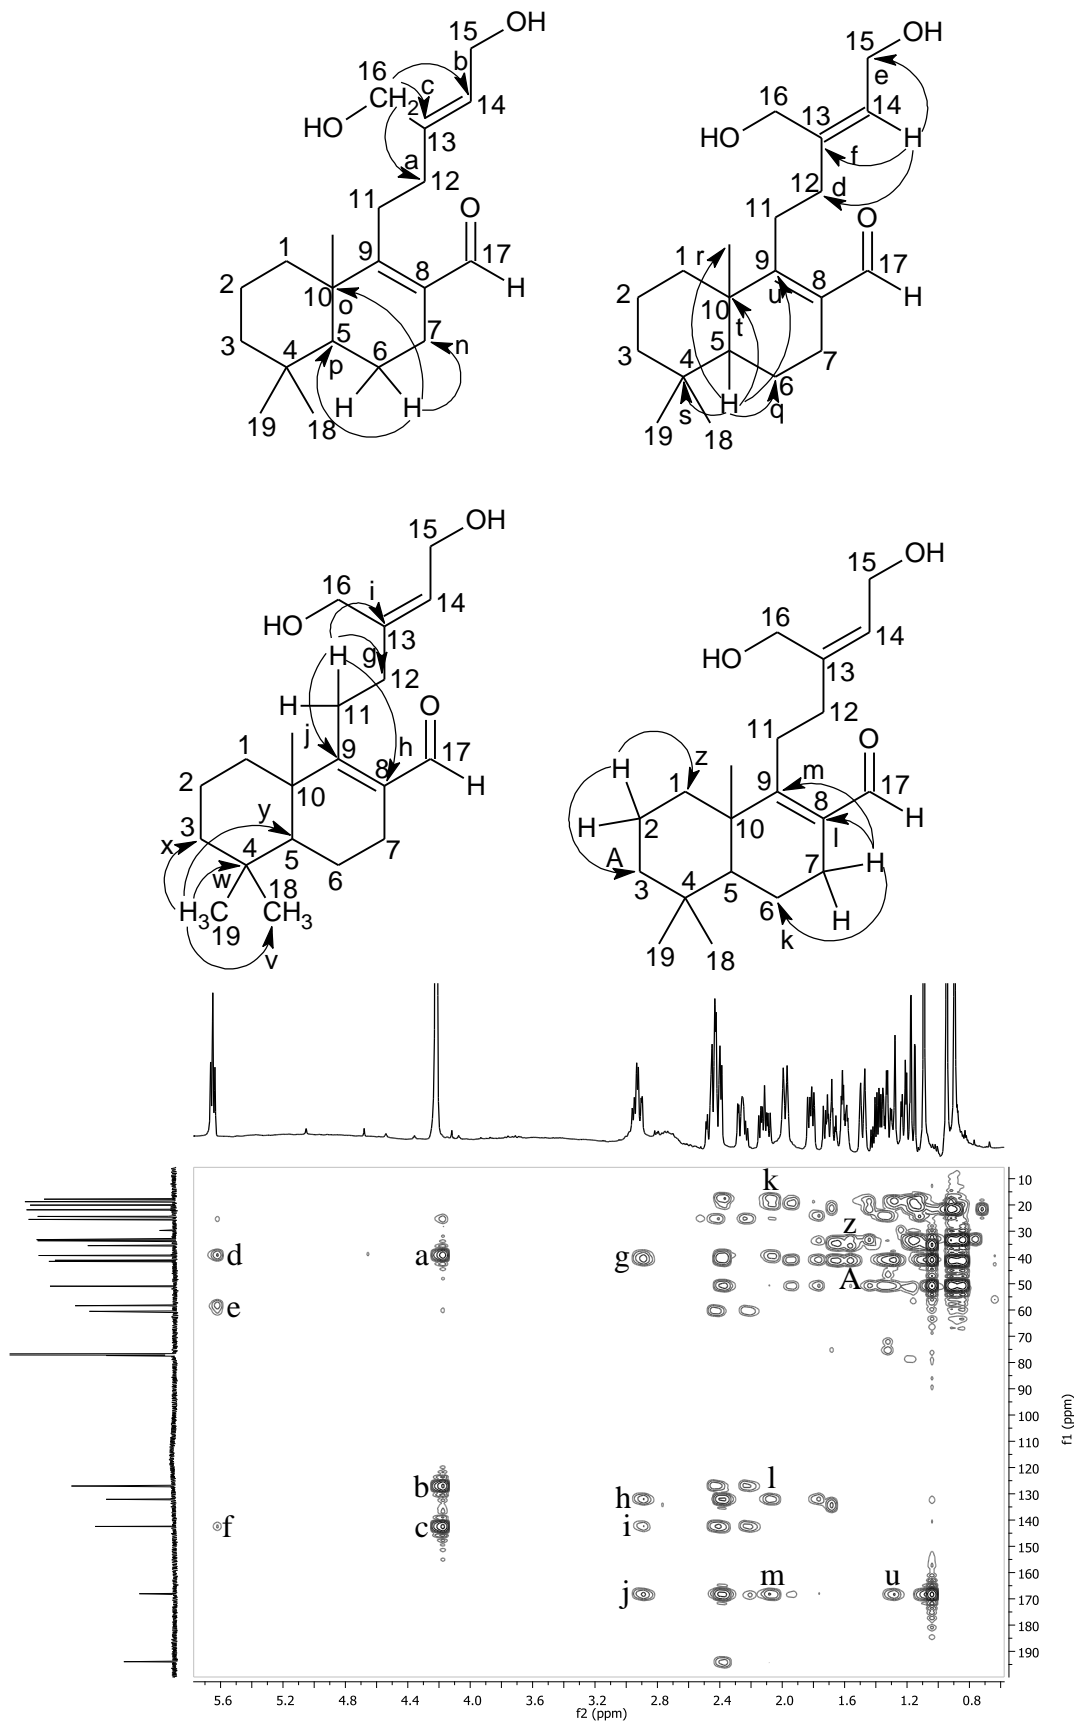 15 OH
b
16
c
CH2
14
HO
13
a
12
11
O
1
9
17
2
8
10
H
o
7
3
4
5
n
6
p
H H
19
18
15 OH
e
16
14
13
HO
H
f
12 d
11
O
1 r
9
17
u
8
2
10
H
t
5
7
3
4
6
H
s
q
19
18
15 OH
16
i
14
HO
13
H g
12
H
11
O
j
1
9
h
17
8
2
10
H
y
3
7
x
4
5
w
6
18
H3C
CH3
19
v
15 OH
16
14
HO
13
12
11
z
O
H
1
9 m
17
8
H
2
10
l
H
A
7 H
3
4
5
6
H
k
19
18
k
z
d a g
A
e
b
l
h
f c i
j m u
10
20
30
40
50
60
70
80
90
100
110
120
130
140
150
160
170
180
190
f1 (ppm)
5.6 5.2 4.8 4.4 4.0 3.6 3.2 2.8 2.4 2.0 1.6 1.2 0.8
f2 (ppm)